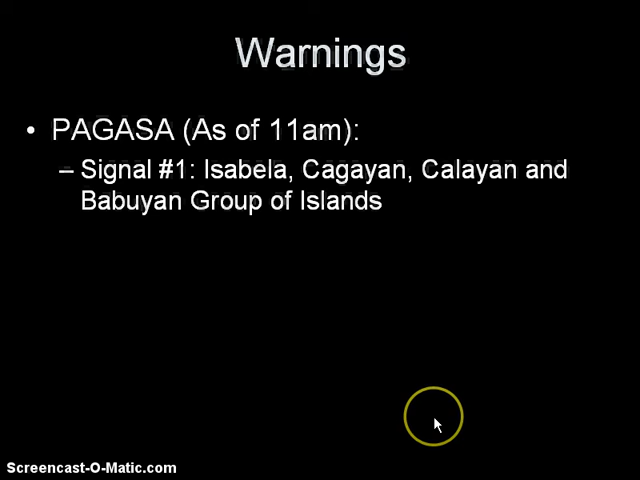 Warnings
• PAGASA (As of 11am):
– Signal #1: Isabela, Cagayan, Calayan and
Babuyan Group of Islands
Screencast-O-Matic.com